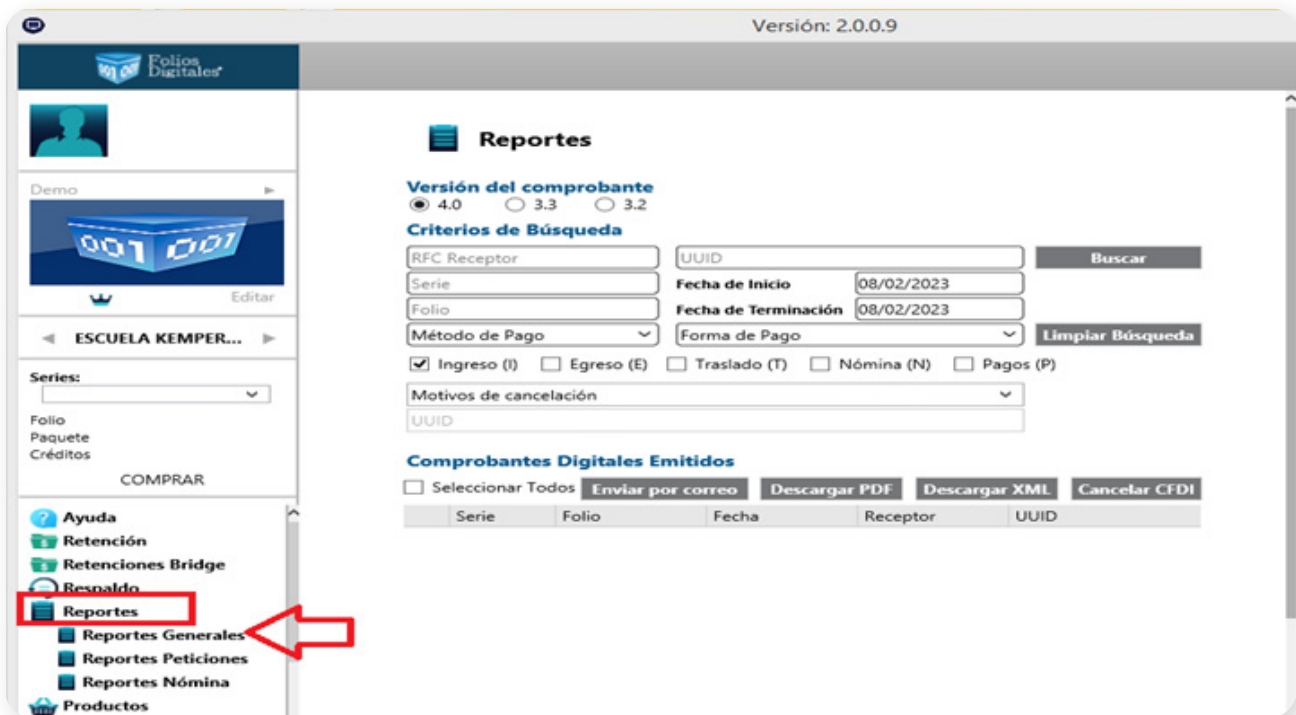 Versión: 2.0.0.9
Folios
Digitales
Demo
001 001
Editar
ESCUELA KEMPER...
Series:
Folio
Paquete
Créditos
COMPRAR
Ayuda
Retención
Retenciones Bridge
Respaldo
Reportes
Reportes Generales
Reportes Peticiones
Reportes Nómina
Productos
Reportes
Versión del comprobante
4.0 3.3 3.2
Criterios de Búsqueda
RFC Receptor UUID Buscar
Serie Fecha de Inicio 08/02/2023
Folio Fecha de Terminación 08/02/2023
Método de Pago Forma de Pago Limpiar Búsqueda
Ingreso (I) Egreso (E) Traslado (T) Nómina (N) Pagos (P)
Motivos de cancelación
UUID
Comprobantes Digitales Emitidos
Seleccionar Todos Enviar por correo Descargar PDF Descargar XML Cancelar CFDI
Serie Folio Fecha Receptor UUID